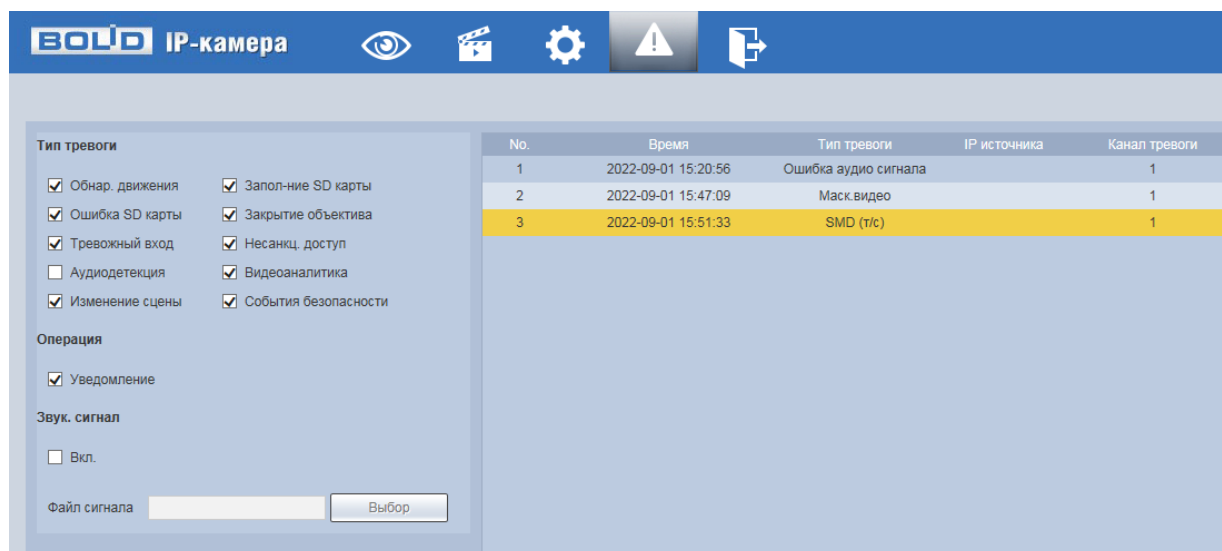 BOLID IP-камера
Тип тревоги
Обнар. движения Запол-ние SD карты
Ошибка SD карты Закрытие объектива
Тревожный вход Несанкц. доступ
Аудиодетекция Видеоаналитика
Изменение сцены События безопасности
Операция
Уведомление
Звук. сигнал
Вкл.
Файл сигнала Выбор
No. Время Тип тревоги IP источника Канал тревоги
1 2022-09-01 15:20:56 Ошибка аудио сигнала 1
2 2022-09-01 15:47:09 Маск.видео 1
3 2022-09-01 15:51:33 SMD (т/с) 1